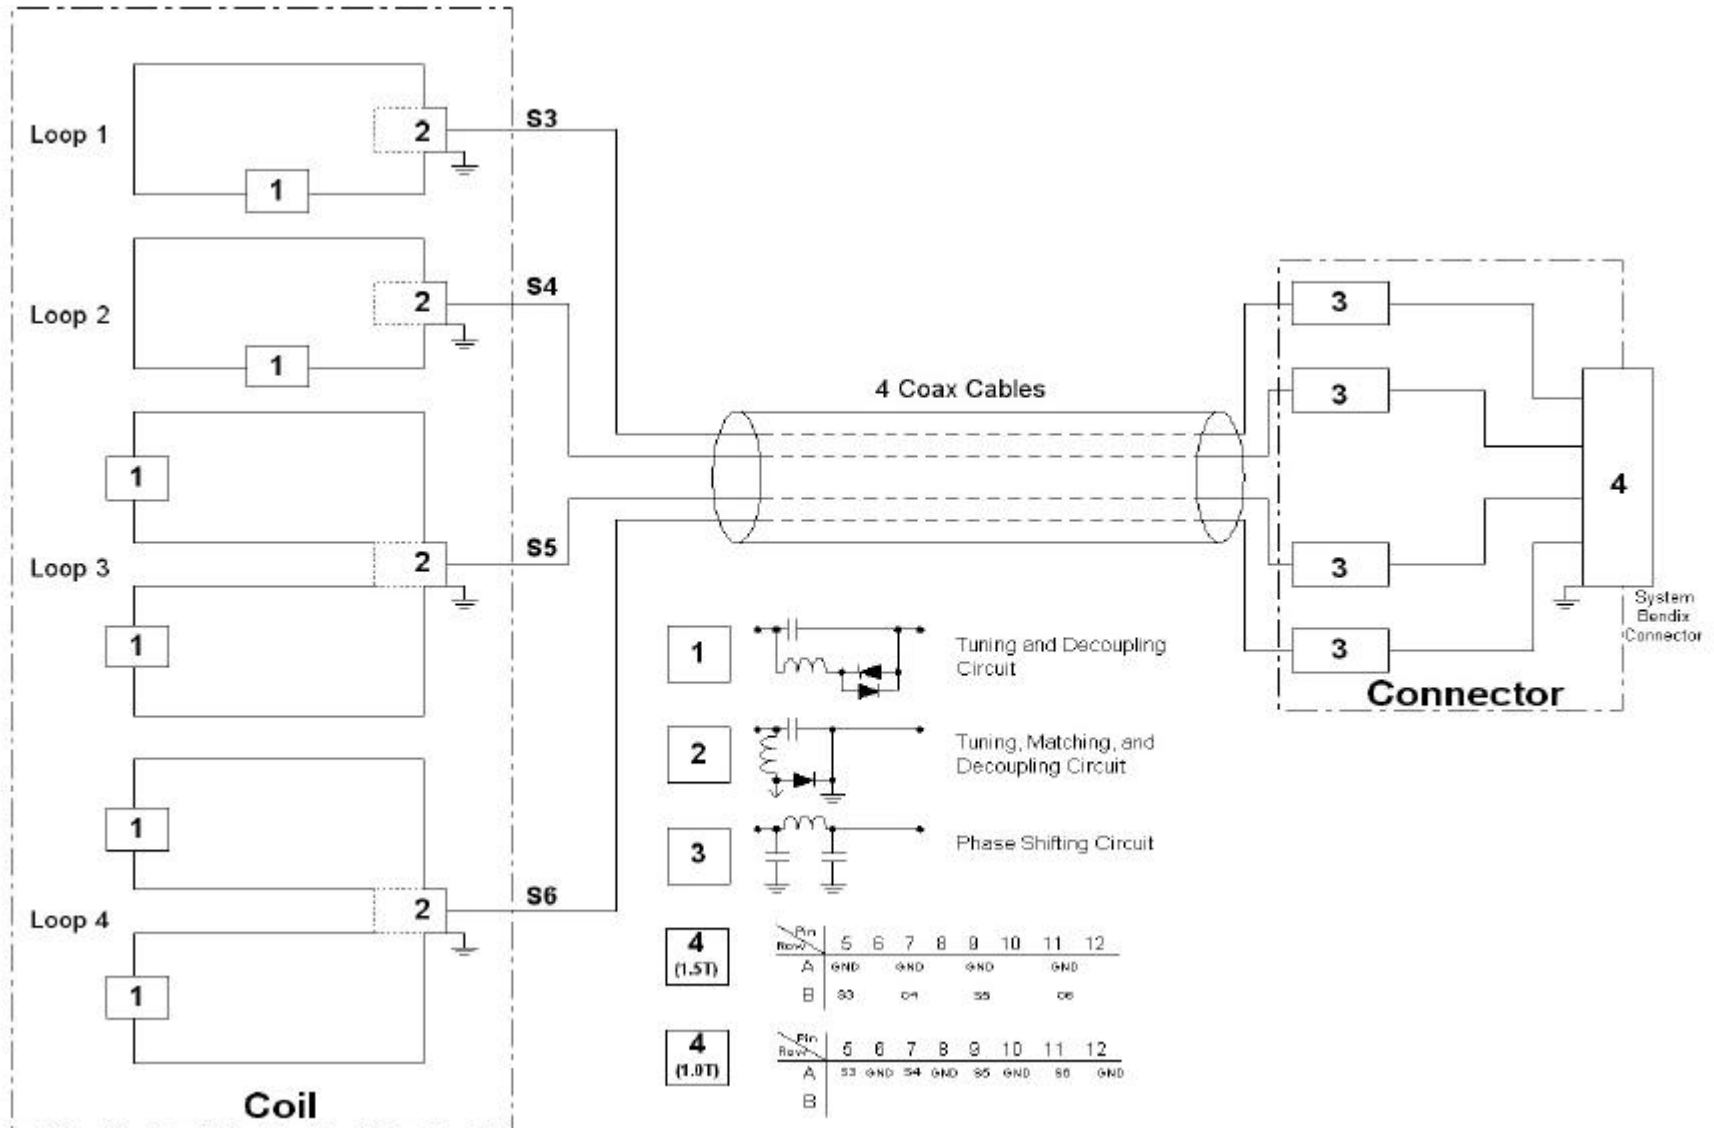 Loop 1
2
S3
1
Loop 2
2
S4
1
4 Coax Cables
3
3
1
Loop 3
2
S5
1
3
3
4
System
Bendix
Connector
Connector
1
Loop 4
2
S6
1
Coil
1
Tuning and Decoupling
Circuit
2
Tuning, Matching, and
Decoupling Circuit
3
Phase Shifting Circuit
4
(1.5T)
Pin
Row
5 6 7 8 9 10 11 12
A GND GND GND GND
B S3 S5
4
(1.0T)
Pin
Row
5 6 7 8 9 10 11 12
A S3 GND S4 GND S5 GND S6 GND
B